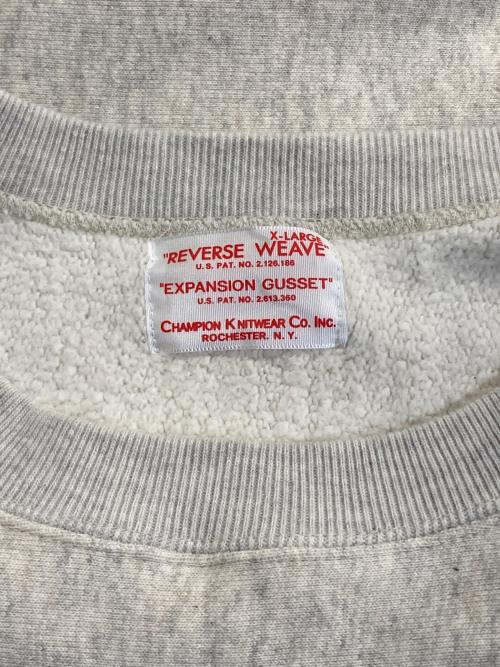 X-LARGE
"REVERSE WEAVE"
U.S. PAT. NO. 2.126.186
"EXPANSION GUSSET"
U.S. PAT. NO. 2.613.360
CHAMPION KNITWEAR CO. INC.
ROCHESTER. N. Y.